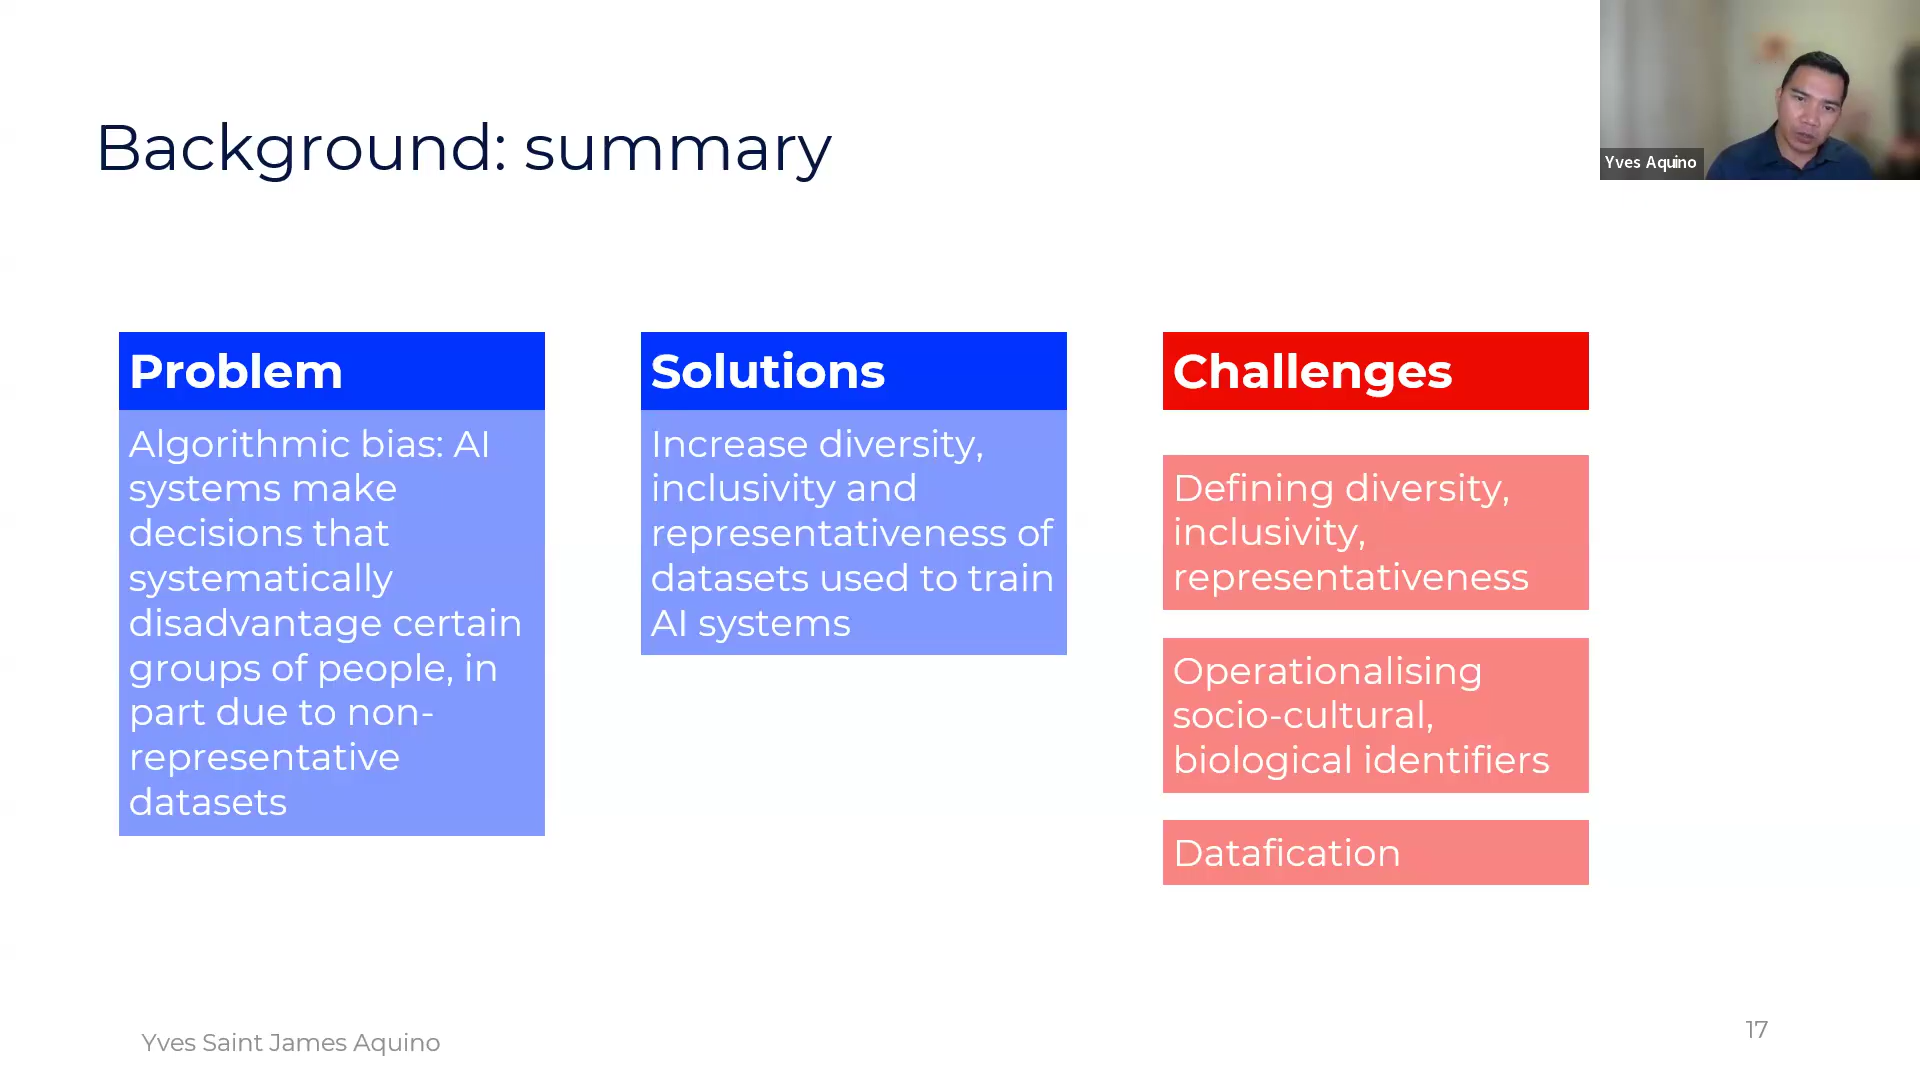 Background: summary
Yves Aquino
Problem
Algorithmic bias: AI
systems make
decisions that
systematically
disadvantage certain
groups of people, in
part due to non-
representative
datasets
Solutions
Increase diversity,
inclusivity and
representativeness of
datasets used to train
AI systems
Challenges
Defining diversity,
inclusivity,
representativeness
Operationalising
socio-cultural,
biological identifiers
Datafication
Yves Saint James Aquino
17